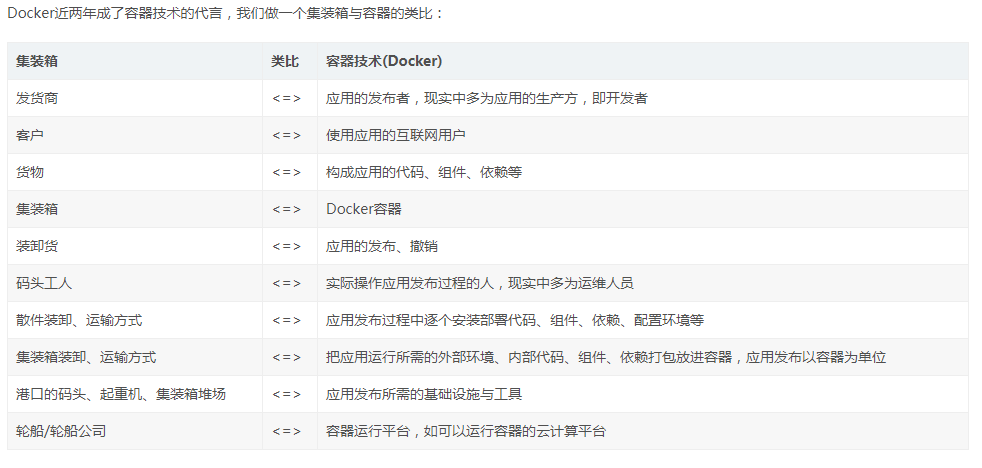 Docker近两年成了容器技术的代言，我们做一个集装箱与容器的类比：
集装箱 类比 容器技术(Docker)
发货商 <=> 应用的发布者，现实中多为应用的生产方，即开发者
客户 <=> 使用应用的互联网用户
货物 <=> 构成应用的代码、组件、依赖等
集装箱 <=> Docker容器
装卸货 <=> 应用的发布、撤销
码头工人 <=> 实际操作应用发布过程的人，现实中多为运维人员
散件装卸、运输方式 <=> 应用发布过程中逐个安装部署代码、组件、依赖、配置环境等
集装箱装卸、运输方式 <=> 把应用运行所需的外部环境、内部代码、组件、依赖打包放进容器，应用发布以容器为单位
港口的码头、起重机、集装箱堆场 <=> 应用发布所需的基础设施与工具
轮船/轮船公司 <=> 容器运行平台，如可以运行容器的云计算平台